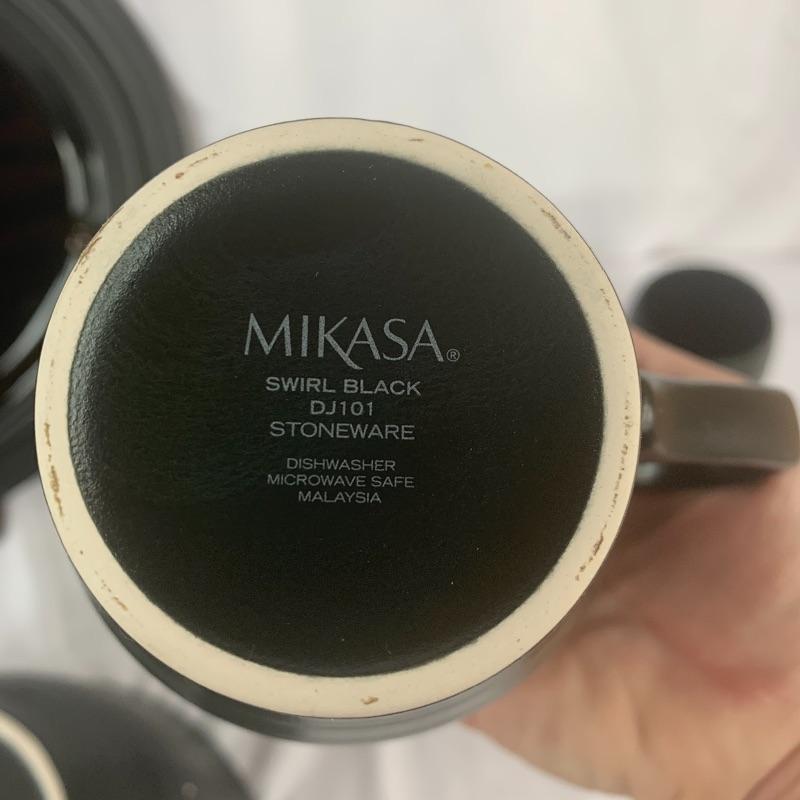 MIKASA®
SWIRL BLACK
DJ101
STONEWARE
DISHWASHER
MICROWAVE SAFE
MALAYSIA